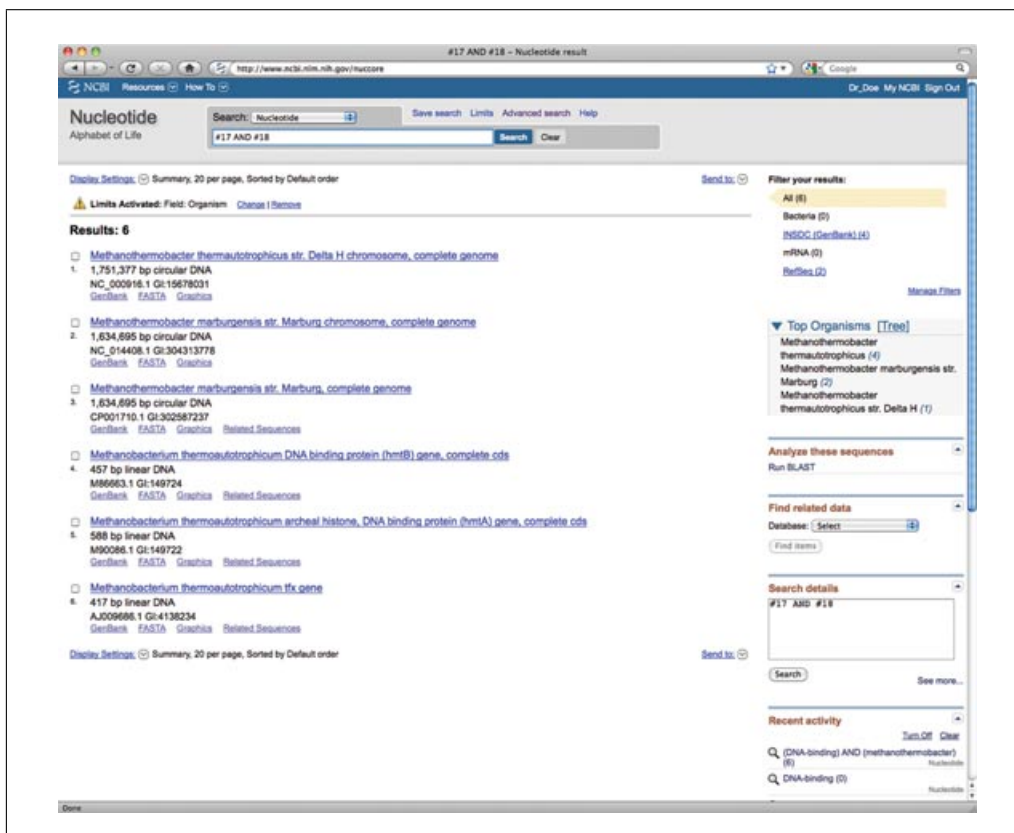 #17 AND #18 – Nucleotide result
http://www.ncbi.nlm.nih.gov/nuccore
Google
NCBI Resources How To
Dr_Doe My NCBI Sign Out
Nucleotide
Alphabet of Life
Search: Nucleotide
Save search Limits Advanced search Help
#17 AND #18
Search Clear
Display Settings: Summary, 20 per page, Sorted by Default order
Send to:
Limits Activated: Field: Organism Change | Remove
Results: 6
Methanothermobacter thermautotrophicus str. Delta H chromosome, complete genome
1. 1,751,377 bp circular DNA
NC_000916.1 GI:15678031
GenBank FASTA Graphics
Methanothermobacter marburgensis str. Marburg chromosome, complete genome
2. 1,634,695 bp circular DNA
NC_014408.1 GI:304313778
GenBank FASTA Graphics
Methanothermobacter marburgensis str. Marburg, complete genome
3. 1,634,695 bp circular DNA
CP001710.1 GI:302587237
GenBank FASTA Graphics Related Sequences
Methanobacterium thermoautotrophicum DNA binding protein (hmtB) gene, complete cds
4. 457 bp linear DNA
M86663.1 GI:149724
GenBank FASTA Graphics Related Sequences
Methanobacterium thermoautotrophicum archeal histone, DNA binding protein (hmtA) gene, complete cds
5. 588 bp linear DNA
M90086.1 GI:149722
GenBank FASTA Graphics Related Sequences
Methanobacterium thermoautotrophicum tfx gene
6. 417 bp linear DNA
AJ009686.1 GI:4138234
GenBank FASTA Graphics Related Sequences
Display Settings: Summary, 20 per page, Sorted by Default order
Send to:
Filter your results:
All (6)
Bacteria (0)
INSDC (GenBank) (4)
mRNA (0)
RefSeq (2)
Manage Filters
Top Organisms [Tree]
Methanothermobacter
thermautotrophicus (4)
Methanothermobacter marburgensis str.
Marburg (2)
Methanothermobacter
thermautotrophicus str. Delta H (1)
Analyze these sequences
Run BLAST
Find related data
Database: Select
Find items
Search details
#17 AND #18
Search
See more...
Recent activity
Turn Off Clear
(DNA-binding) AND (methanothermobacter)
(6)
Nucleotide
DNA-binding (0)
Nucleotide
Done